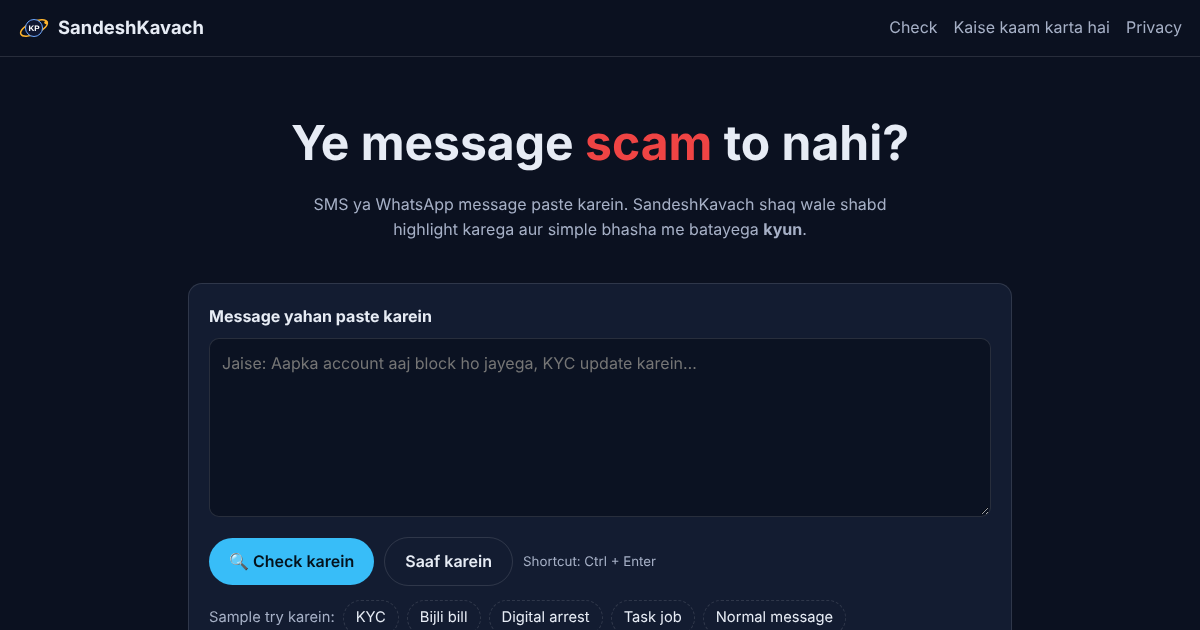 KP SandeshKavach
Check Kaise kaam karta hai Privacy
Ye message scam to nahi?
SMS ya WhatsApp message paste karein. SandeshKavach shaq wale shabd
highlight karega aur simple bhasha me batayega kyun.
Message yahan paste karein
Jaise: Aapka account aaj block ho jayega, KYC update karein...
🔍 Check karein Saaf karein Shortcut: Ctrl + Enter
Sample try karein: KYC Bijli bill Digital arrest Task job Normal message